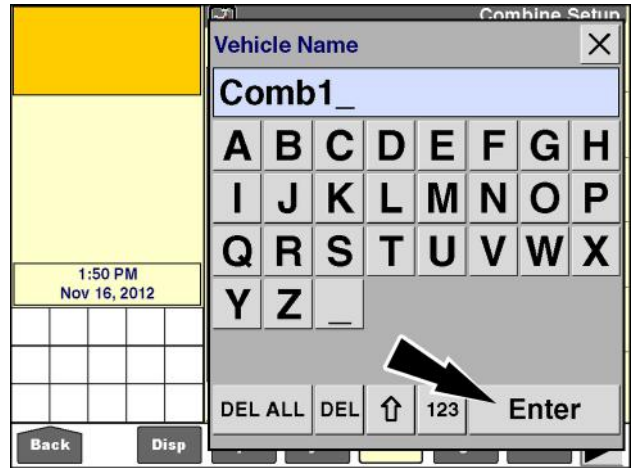 Combine Setup
Vehicle Name
Comb1_
A B C D E F G H
I J K L M N O P
Q R S T U V W X
Y Z _
1:50 PM
Nov 16, 2012
DEL ALL DEL ⇧ 123 Enter
Back Disp